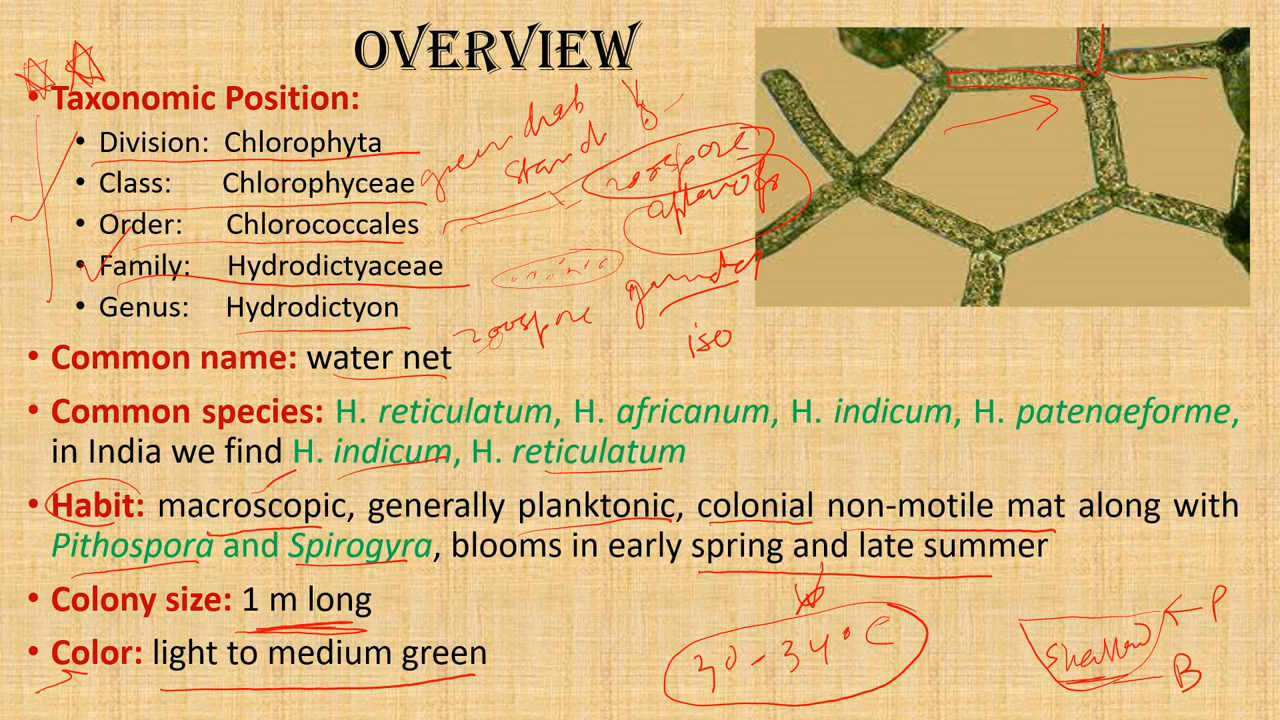 OVERVIEW
• Taxonomic Position:
• Division: Chlorophyta
• Class: Chlorophyceae
• Order: Chlorococcales
• Family: Hydrodictyaceae
• Genus: Hydrodictyon
zoospore
zoospore
iso
• Common name: water net
• Common species: H. reticulatum, H. africanum, H. indicum, H. patenaeforme,
in India we find H. indicum, H. reticulatum
• Habit: macroscopic, generally planktonic, colonial non-motile mat along with
Pithospora and Spirogyra, blooms in early spring and late summer
• Colony size: 1 m long
• Color: light to medium green
30-34°C
Shallow
P
B